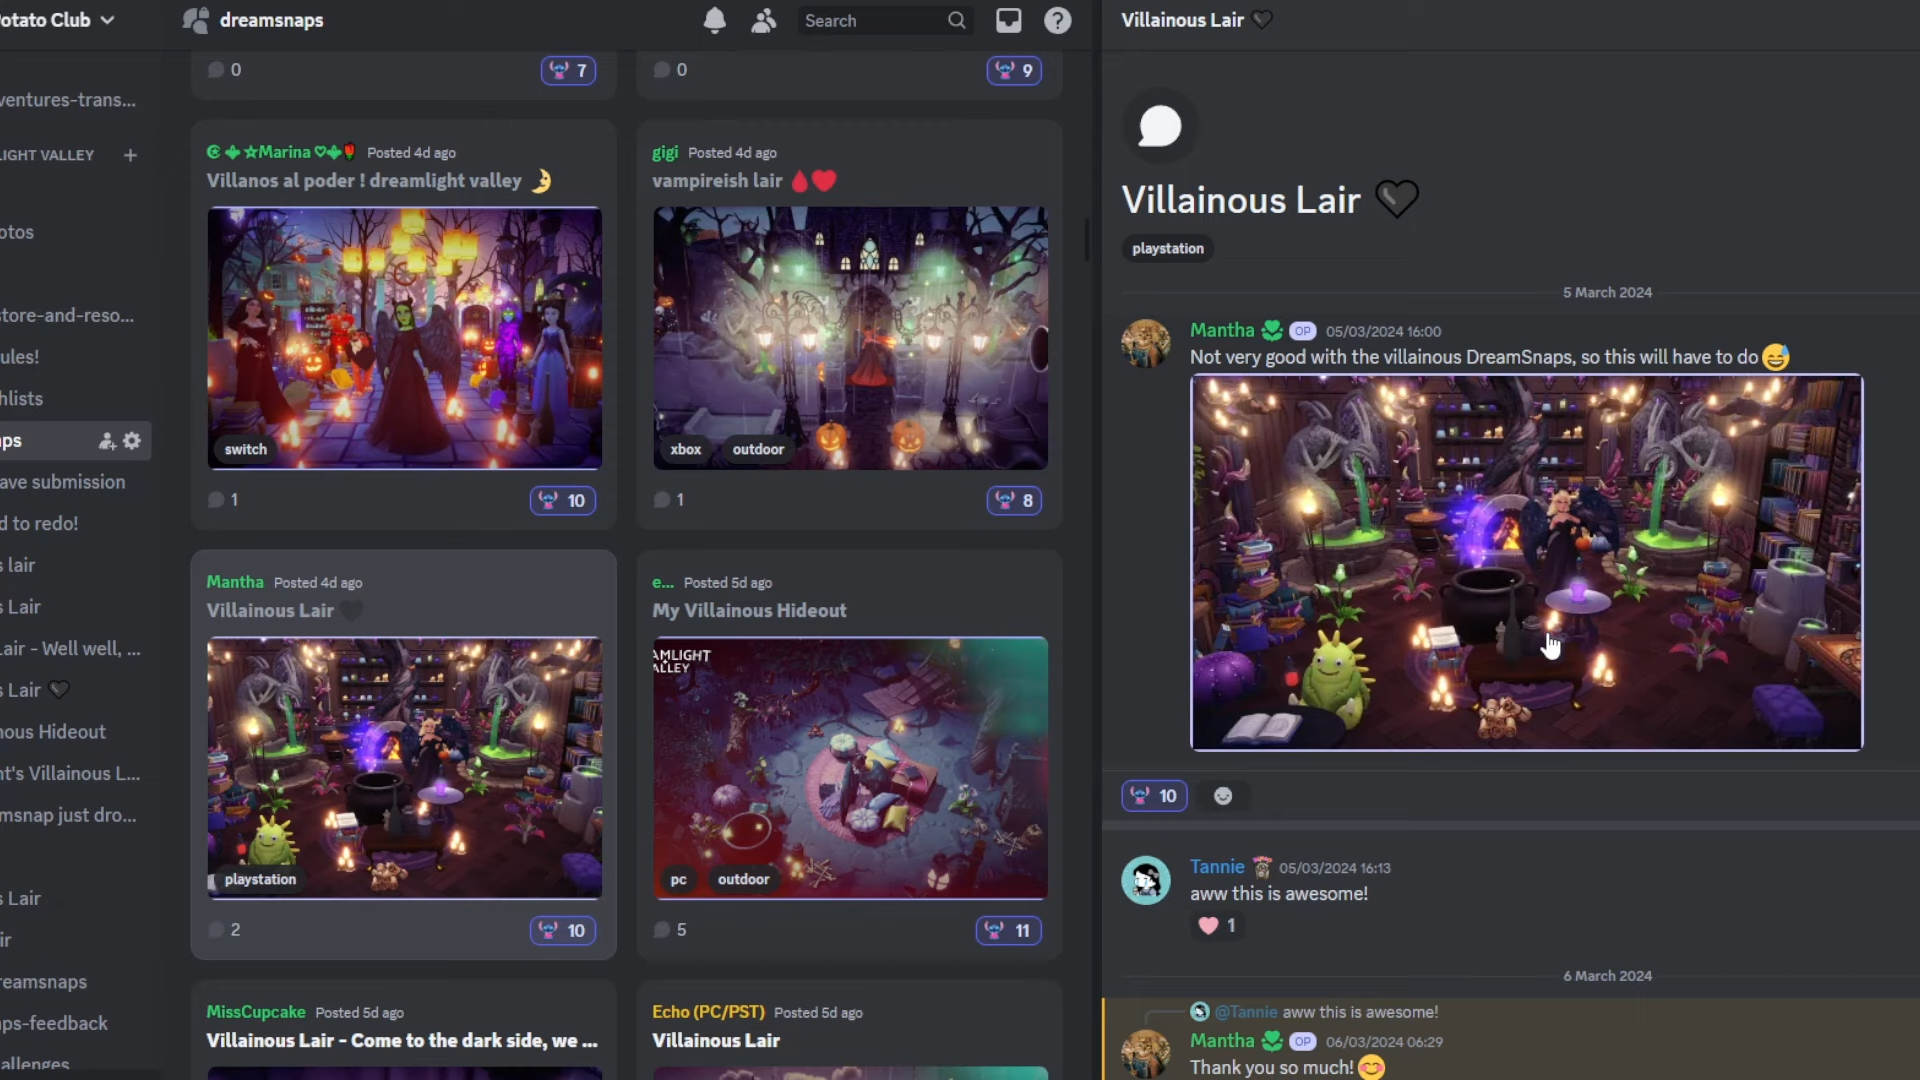 otato Club
dreamsnaps
Search
Villainous Lair 🖤
ventures-trans...
LIGHT VALLEY
otos
tore-and-reso...
ules!
hlists
aps
ave submission
d to redo!
s lair
s Lair
Lair - Well well, ...
s Lair 🖤
nous Hideout
nt's Villainous L...
msnap just dro...
s Lair
ir
reamsnaps
ps-feedback
allenges
0
7
0
9
☪✦☆Marina♡✦🌹 Posted 4d ago
Villanos al poder ! dreamlight valley 🌛
switch
1
10
gigi Posted 4d ago
vampireish lair 🩸❤️
xbox
outdoor
1
8
Mantha Posted 4d ago
Villainous Lair 🖤
playstation
2
10
e... Posted 5d ago
My Villainous Hideout
AMLIGHT
ALLEY
pc
outdoor
5
11
MissCupcake Posted 5d ago
Villainous Lair - Come to the dark side, we ...
Echo (PC/PST) Posted 5d ago
Villainous Lair
Villainous Lair 🖤
playstation
5 March 2024
Mantha OP 05/03/2024 16:00
Not very good with the villainous DreamSnaps, so this will have to do 😅
10
Tannie 05/03/2024 16:13
aww this is awesome!
1
6 March 2024
@Tannie aww this is awesome!
Mantha OP 06/03/2024 06:29
Thank you so much! 😊